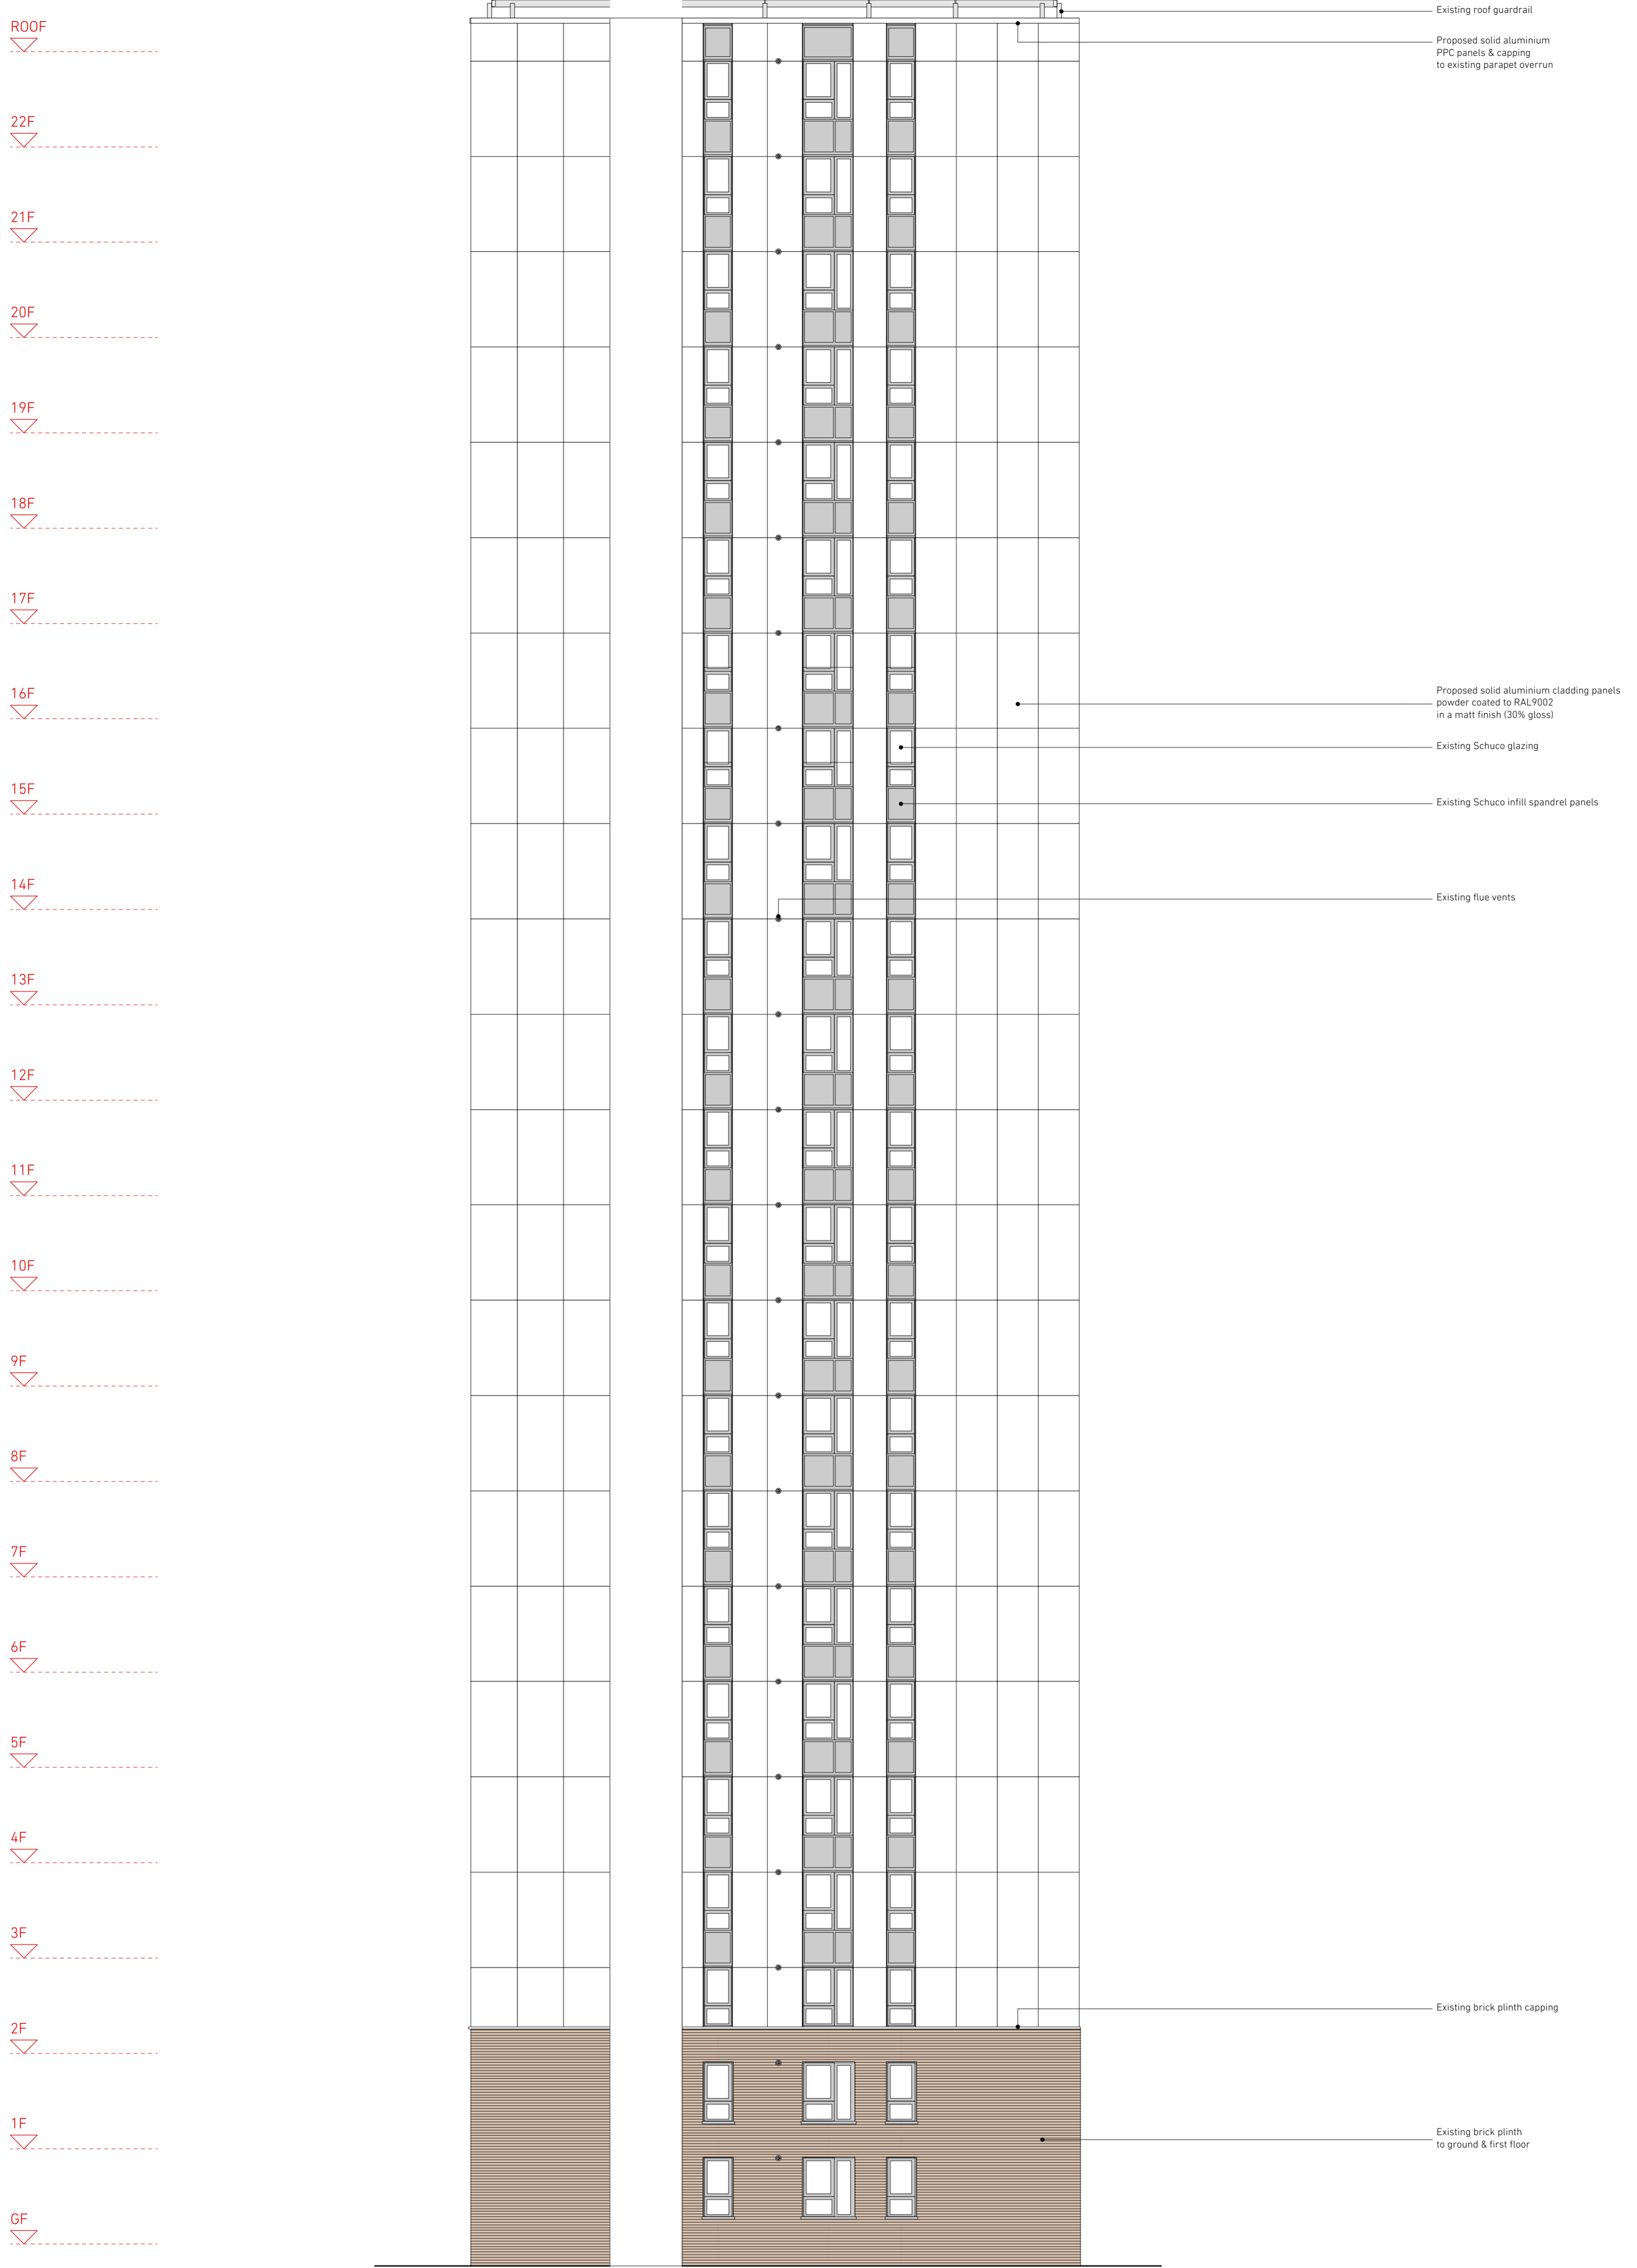 Existing roof guardrail
ROOF
Proposed solid aluminium
PPC panels & capping
to existing parapet overrun
22F
21F
20F
19F
18F
17F
16F
Proposed solid aluminium cladding panels
powder coated to RAL9002
in a matt finish (30% gloss)
Existing Schuco glazing
15F
Existing Schuco infill spandrel panels
14F
Existing flue vents
13F
12F
11F
10F
9F
8F
7F
6F
5F
4F
3F
Existing brick plinth capping
2F
1F
Existing brick plinth
to ground & first floor
GF